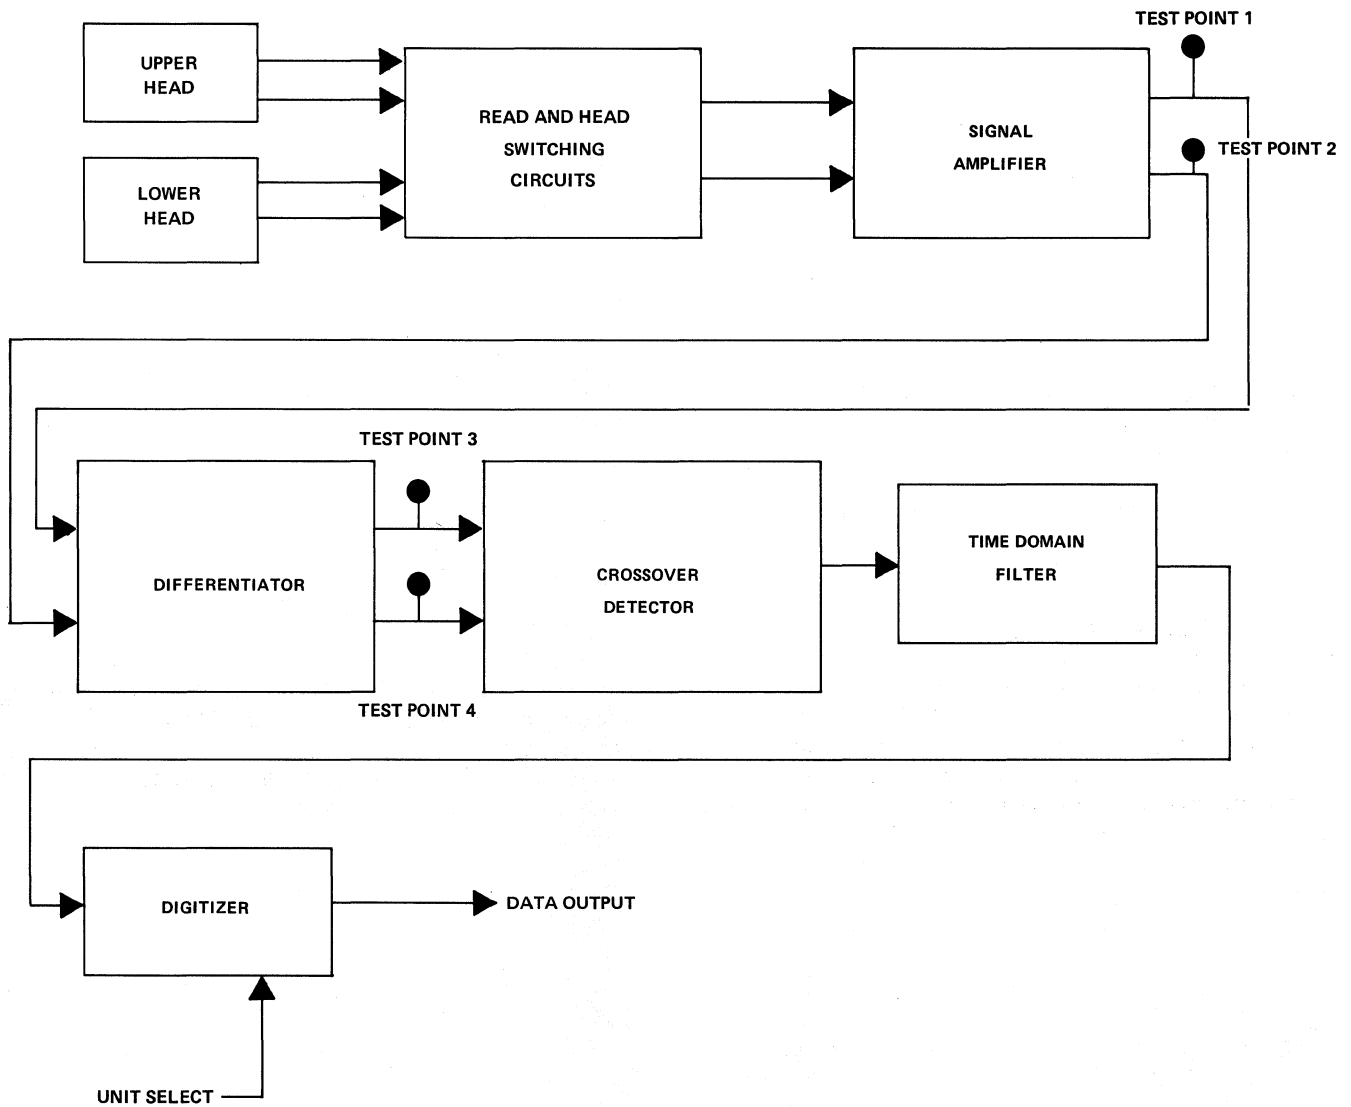 TEST POINT 1
UPPER
HEAD
READ AND HEAD
SWITCHING
CIRCUITS
SIGNAL
AMPLIFIER
TEST POINT 2
LOWER
HEAD
TEST POINT 3
DIFFERENTIATOR
CROSSOVER
DETECTOR
TIME DOMAIN
FILTER
TEST POINT 4
DIGITIZER
DATA OUTPUT
UNIT SELECT